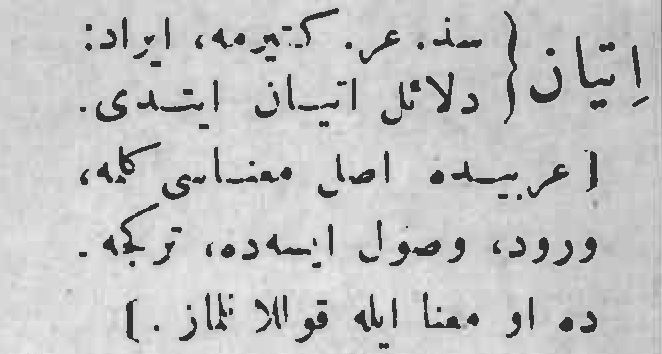 اِتیان { سذ. عر. کتیرمه، ایراد:
دلائل اتیان ایتدی.
[ عربیده اصل معناسی کلمه،
ورود، وصول ایسه‌ده، ترکجه‌
ده او معنا ایله قوللانلماز. ]